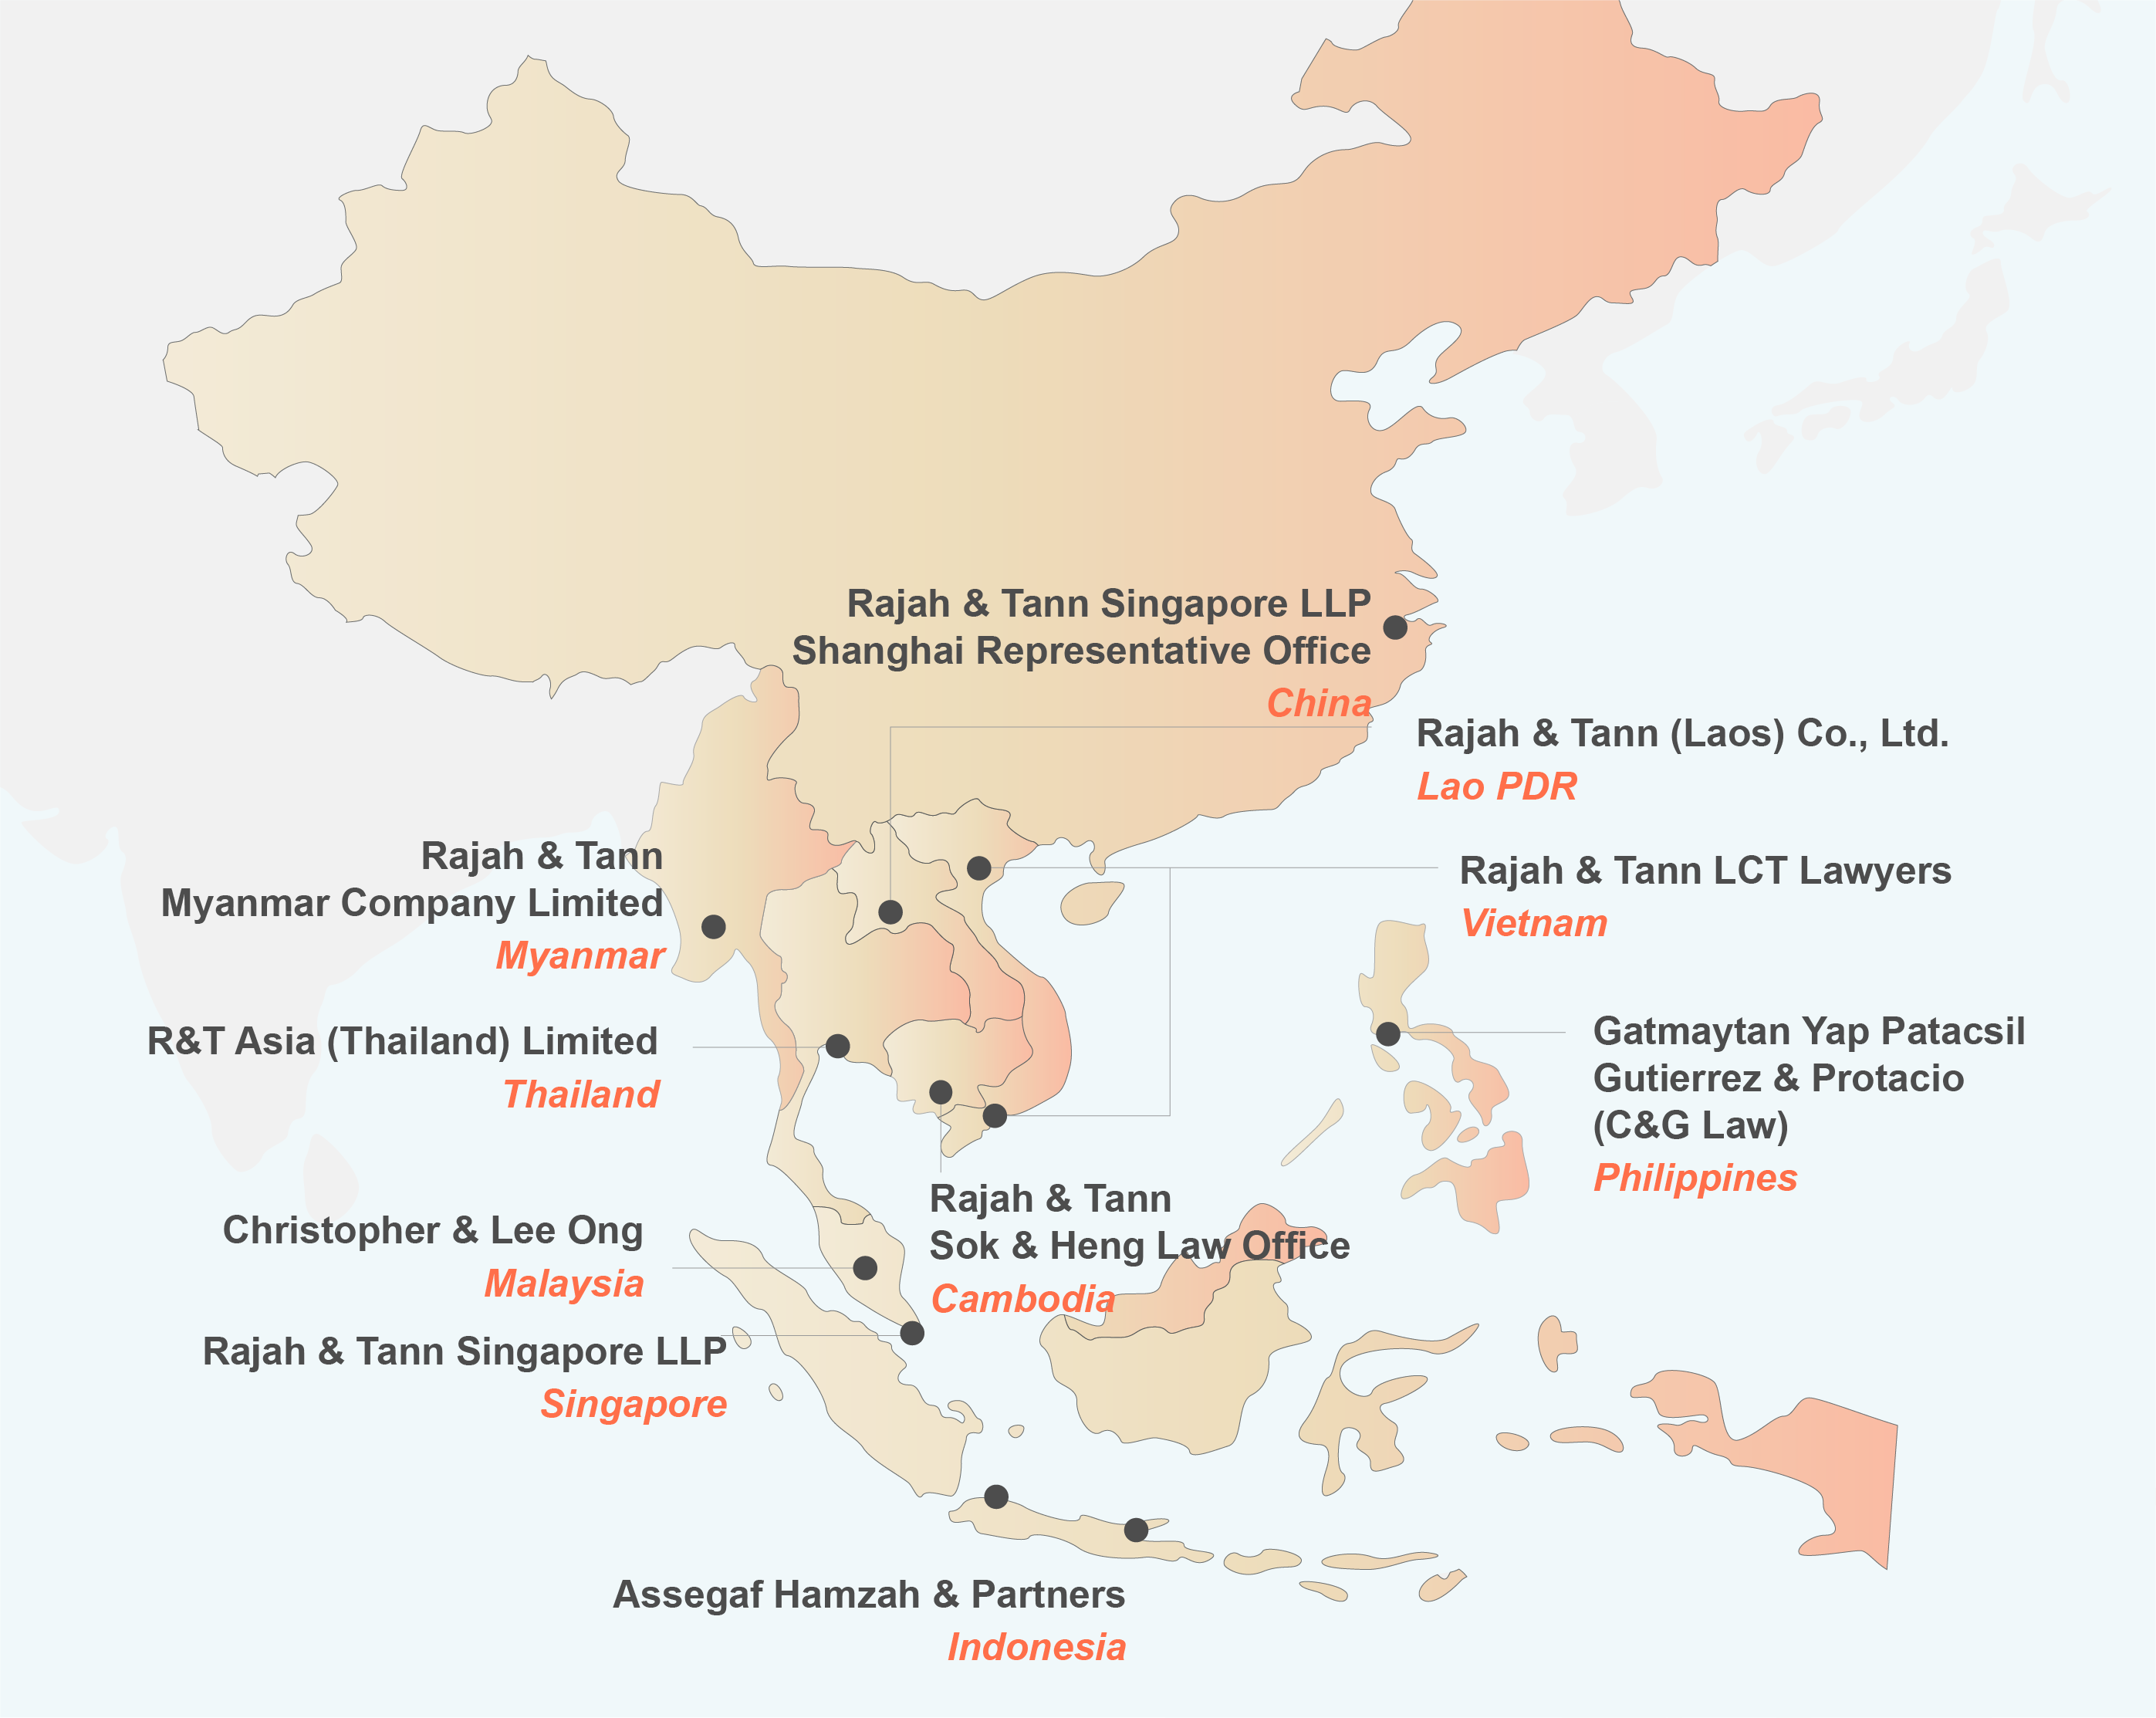 Rajah & Tann Singapore LLP
Shanghai Representative Office
China
Rajah & Tann (Laos) Co., Ltd.
Lao PDR
Rajah & Tann
Myanmar Company Limited
Myanmar
Rajah & Tann LCT Lawyers
Vietnam
R&T Asia (Thailand) Limited
Thailand
Gatmaytan Yap Patacsil
Gutierrez & Protacio
(C&G Law)
Philippines
Christopher & Lee Ong
Malaysia
Rajah & Tann
Sok & Heng Law Office
Cambodia
Rajah & Tann Singapore LLP
Singapore
Assegaf Hamzah & Partners
Indonesia